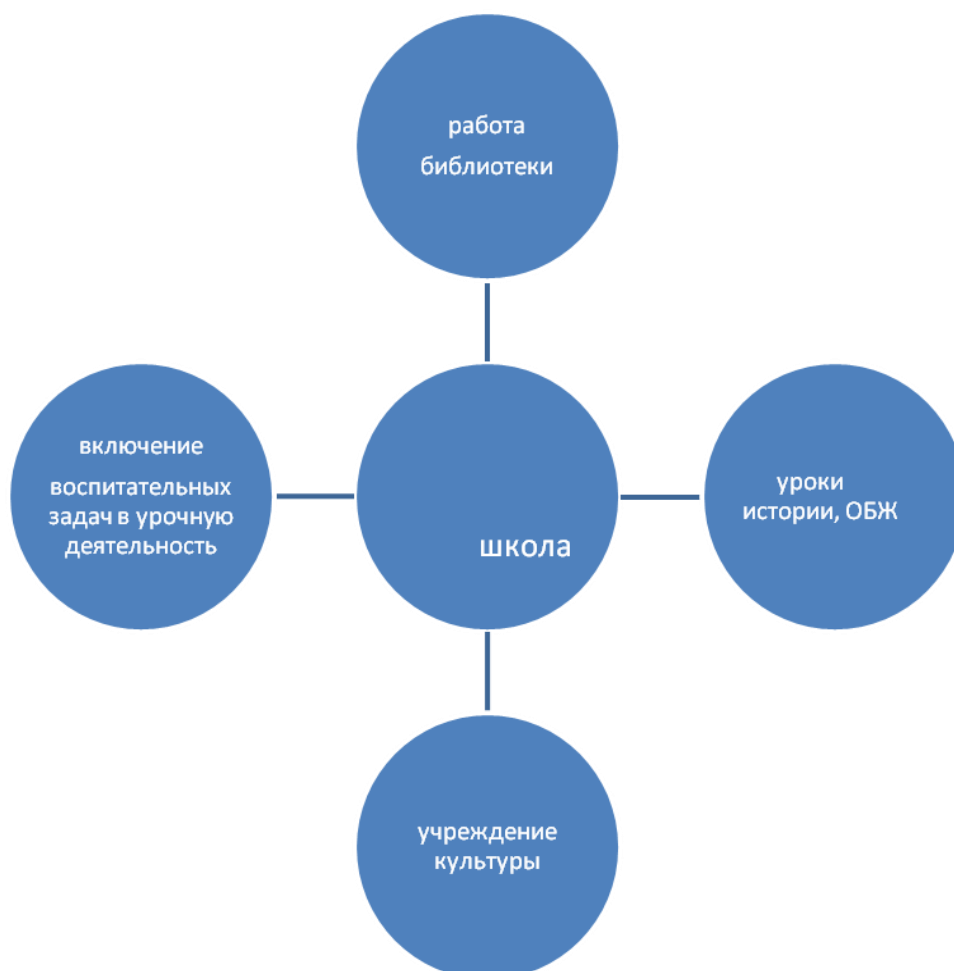 работа
библиотеки
включение
воспитательных
задач в урочную
деятельность
школа
уроки
истории, ОБЖ
учреждение
культуры